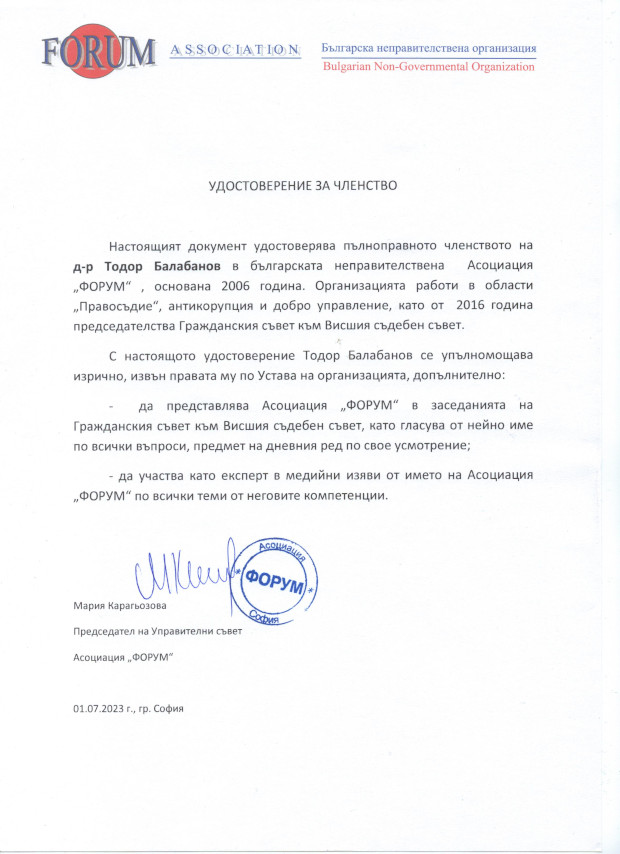 FORUM ASSOCIATION Българска неправителствена организация
Bulgarian Non-Governmental Organization
УДОСТОВЕРЕНИЕ ЗА ЧЛЕНСТВО
Настоящият документ удостоверява пълноправното членството на
д-р Тодор Балабанов в българската неправителствена Асоциация
„ФОРУМ“ , основана 2006 година. Организацията работи в области
„Правосъдие“, антикорупция и добро управление, като от 2016 година
председателства Гражданския съвет към Висшия съдебен съвет.
С настоящото удостоверение Тодор Балабанов се упълномощава
изрично, извън правата му по Устава на организацията, допълнително:
- да представлява Асоциация „ФОРУМ“ в заседанията на
Гражданския съвет към Висшия съдебен съвет, като гласува от нейно име
по всички въпроси, предмет на дневния ред по свое усмотрение;
- да участва като експерт в медийни изяви от името на Асоциация
„ФОРУМ“ по всички теми от неговите компетенции.
Асоциация
* ФОРУМ *
София
Мария Карагьозова
Председател на Управителни съвет
Асоциация „ФОРУМ“
01.07.2023 г., гр. София